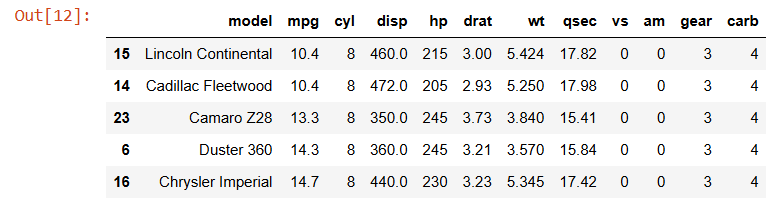 Out[12]:
model mpg cyl disp hp drat wt qsec vs am gear carb
15 Lincoln Continental 10.4 8 460.0 215 3.00 5.424 17.82 0 0 3 4
14 Cadillac Fleetwood 10.4 8 472.0 205 2.93 5.250 17.98 0 0 3 4
23 Camaro Z28 13.3 8 350.0 245 3.73 3.840 15.41 0 0 3 4
6 Duster 360 14.3 8 360.0 245 3.21 3.570 15.84 0 0 3 4
16 Chrysler Imperial 14.7 8 440.0 230 3.23 5.345 17.42 0 0 3 4